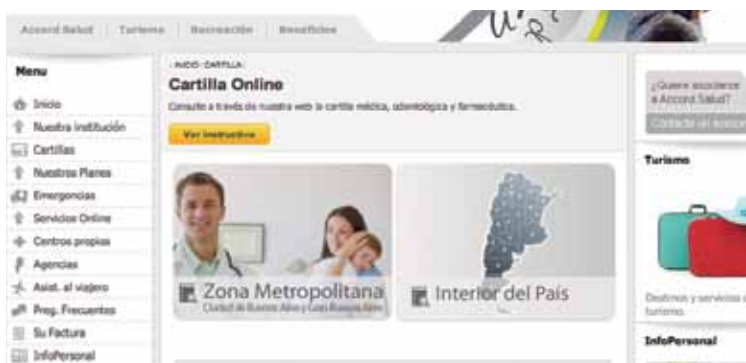 Accord Salud | Turismo | Recreación | Beneficios
Menu
Inicio
Nuestra institución
Cartillas
Nuestros Planes
Emergencias
Servicios Online
Centros propios
Agencias
Asist. al viajero
Preg. Frecuentes
Su Factura
InfoPersonal
INICIO CARTILLA
Cartilla Online
Consulte a través de nuestra web la cartilla médica, odontológica y farmacéutica.
Ver instructivo
Zona Metropolitana
Ciudad de Buenos Aires y Gran Buenos Aires
Interior del País
¿Quiere asociarse
a Accord Salud?
Contacte un asesor
Turismo
Destinos y servicios
turismo.
InfoPersonal